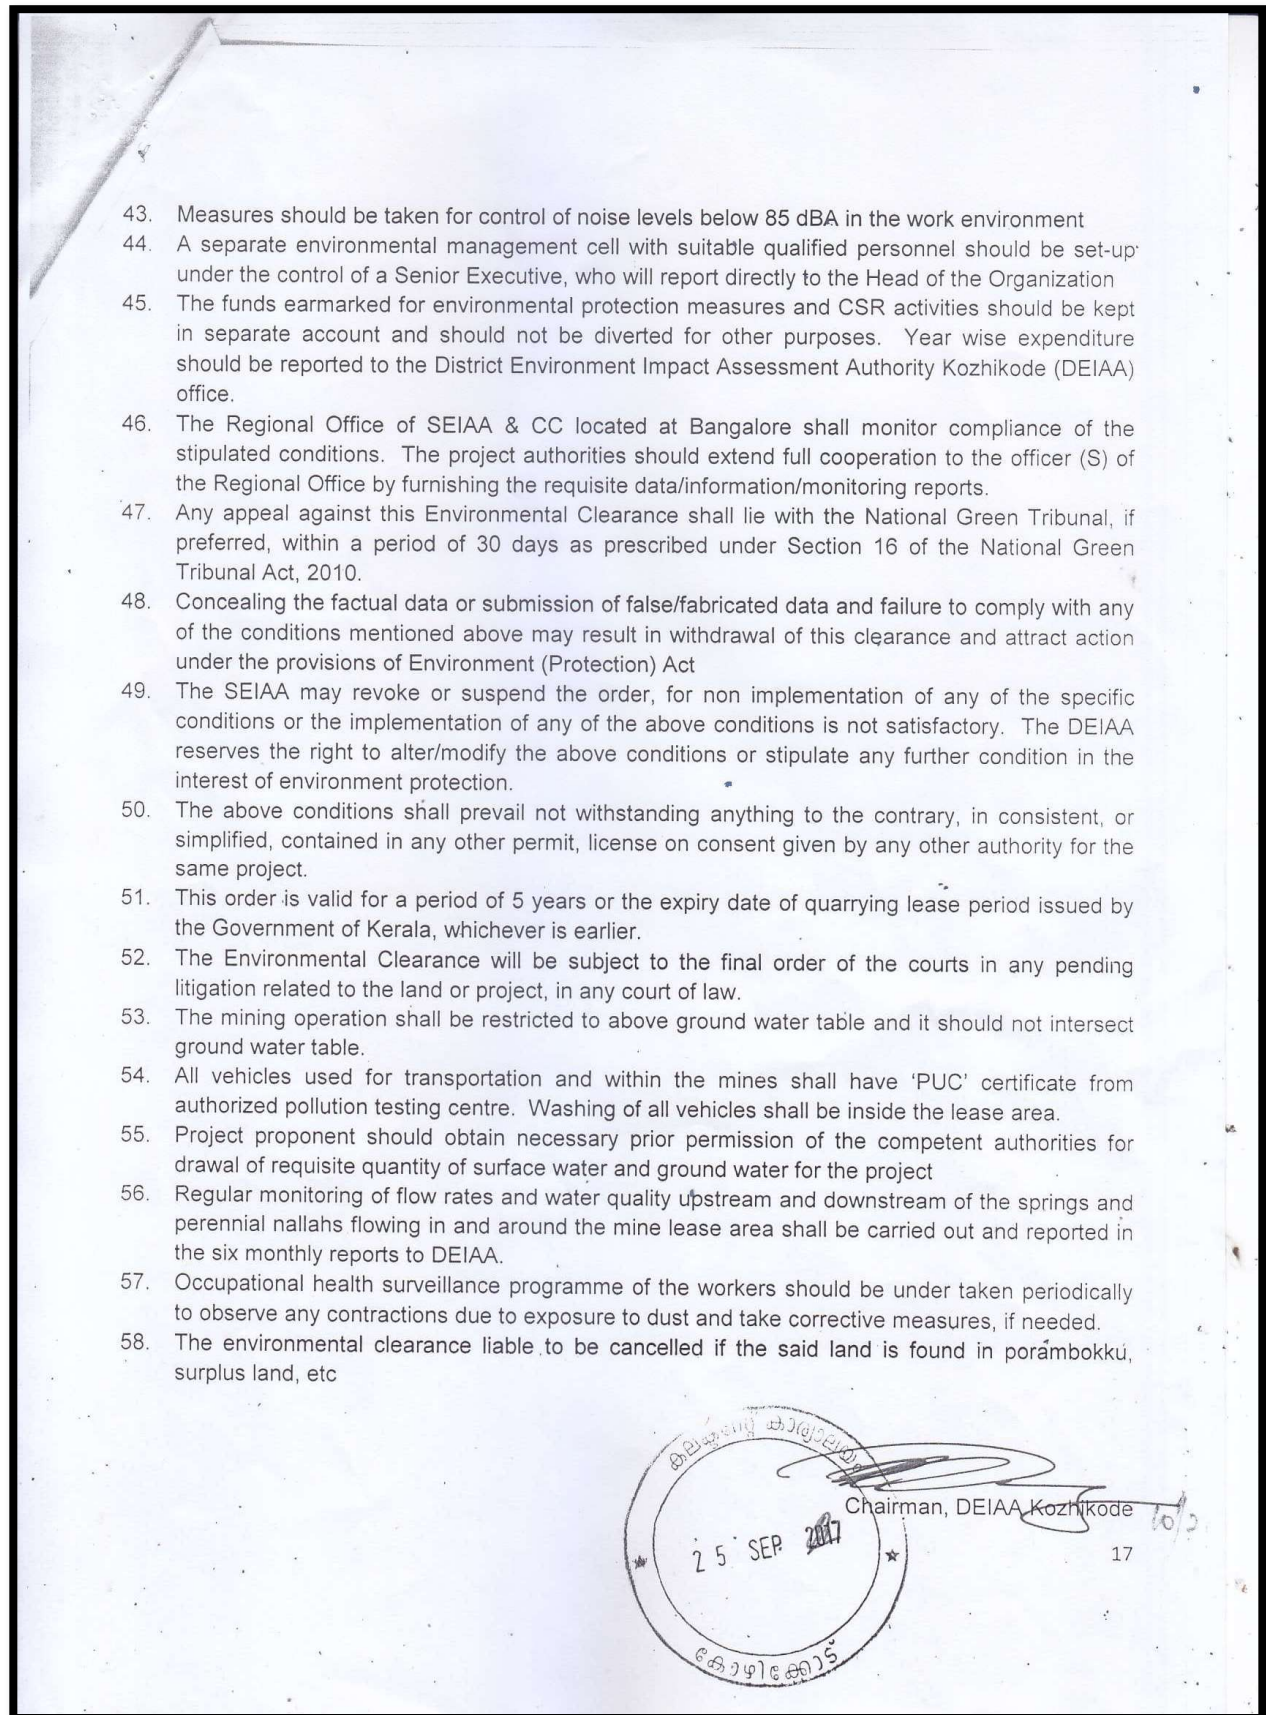 43. Measures should be taken for control of noise levels below 85 dBA in the work environment
44. A separate environmental management cell with suitable qualified personnel should be set-up
under the control of a Senior Executive, who will report directly to the Head of the Organization
45. The funds earmarked for environmental protection measures and CSR activities should be kept
in separate account and should not be diverted for other purposes. Year wise expenditure
should be reported to the District Environment Impact Assessment Authority Kozhikode (DEIAA)
office.
46. The Regional Office of SEIAA & CC located at Bangalore shall monitor compliance of the
stipulated conditions. The project authorities should extend full cooperation to the officer (S) of
the Regional Office by furnishing the requisite data/information/monitoring reports.
47. Any appeal against this Environmental Clearance shall lie with the National Green Tribunal, if
preferred, within a period of 30 days as prescribed under Section 16 of the National Green
Tribunal Act, 2010.
48. Concealing the factual data or submission of false/fabricated data and failure to comply with any
of the conditions mentioned above may result in withdrawal of this clearance and attract action
under the provisions of Environment (Protection) Act
49. The SEIAA may revoke or suspend the order, for non implementation of any of the specific
conditions or the implementation of any of the above conditions is not satisfactory. The DEIAA
reserves the right to alter/modify the above conditions or stipulate any further condition in the
interest of environment protection.
50. The above conditions shall prevail not withstanding anything to the contrary, in consistent, or
simplified, contained in any other permit, license on consent given by any other authority for the
same project.
51. This order is valid for a period of 5 years or the expiry date of quarrying lease period issued by
the Government of Kerala, whichever is earlier.
52. The Environmental Clearance will be subject to the final order of the courts in any pending
litigation related to the land or project, in any court of law.
53. The mining operation shall be restricted to above ground water table and it should not intersect
ground water table.
54. All vehicles used for transportation and within the mines shall have ‘PUC’ certificate from
authorized pollution testing centre. Washing of all vehicles shall be inside the lease area.
55. Project proponent should obtain necessary prior permission of the competent authorities for
drawal of requisite quantity of surface water and ground water for the project
56. Regular monitoring of flow rates and water quality upstream and downstream of the springs and
perennial nallahs flowing in and around the mine lease area shall be carried out and reported in
the six monthly reports to DEIAA.
57. Occupational health surveillance programme of the workers should be under taken periodically
to observe any contractions due to exposure to dust and take corrective measures, if needed.
58. The environmental clearance liable to be cancelled if the said land is found in porambokku,
surplus land, etc
കാര്യാലയം
Chairman, DEIAA Kozhikode
25 SEP 2017
17
കോഴിക്കോട്